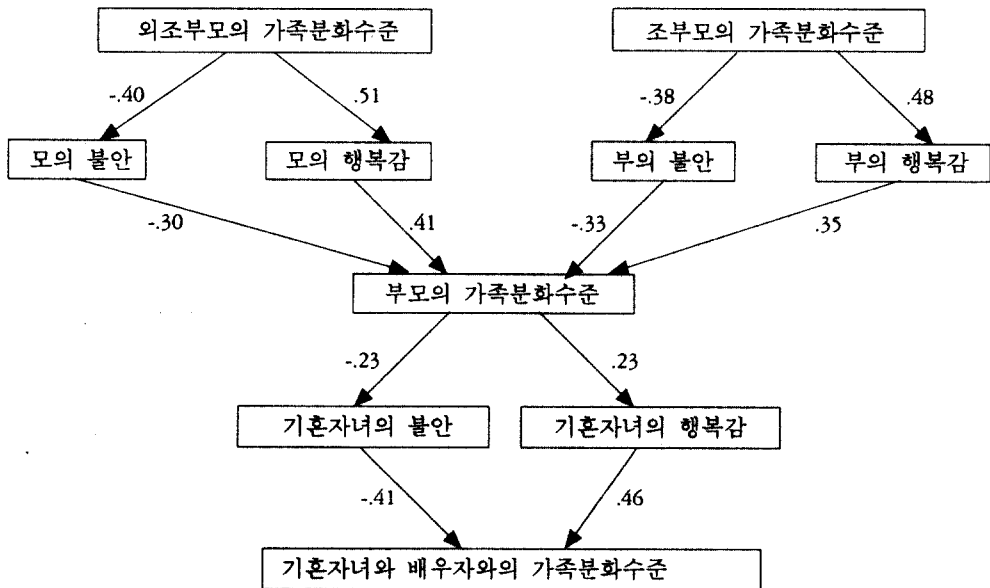 외조부모의 가족분화수준 조부모의 가족분화수준
-.40 .51 -.38 .48
모의 불안 모의 행복감 부의 불안 부의 행복감
-.30 .41 -.33 .35
부모의 가족분화수준
-.23 .23
기혼자녀의 불안 기혼자녀의 행복감
-.41 .46
기혼자녀와 배우자와의 가족분화수준